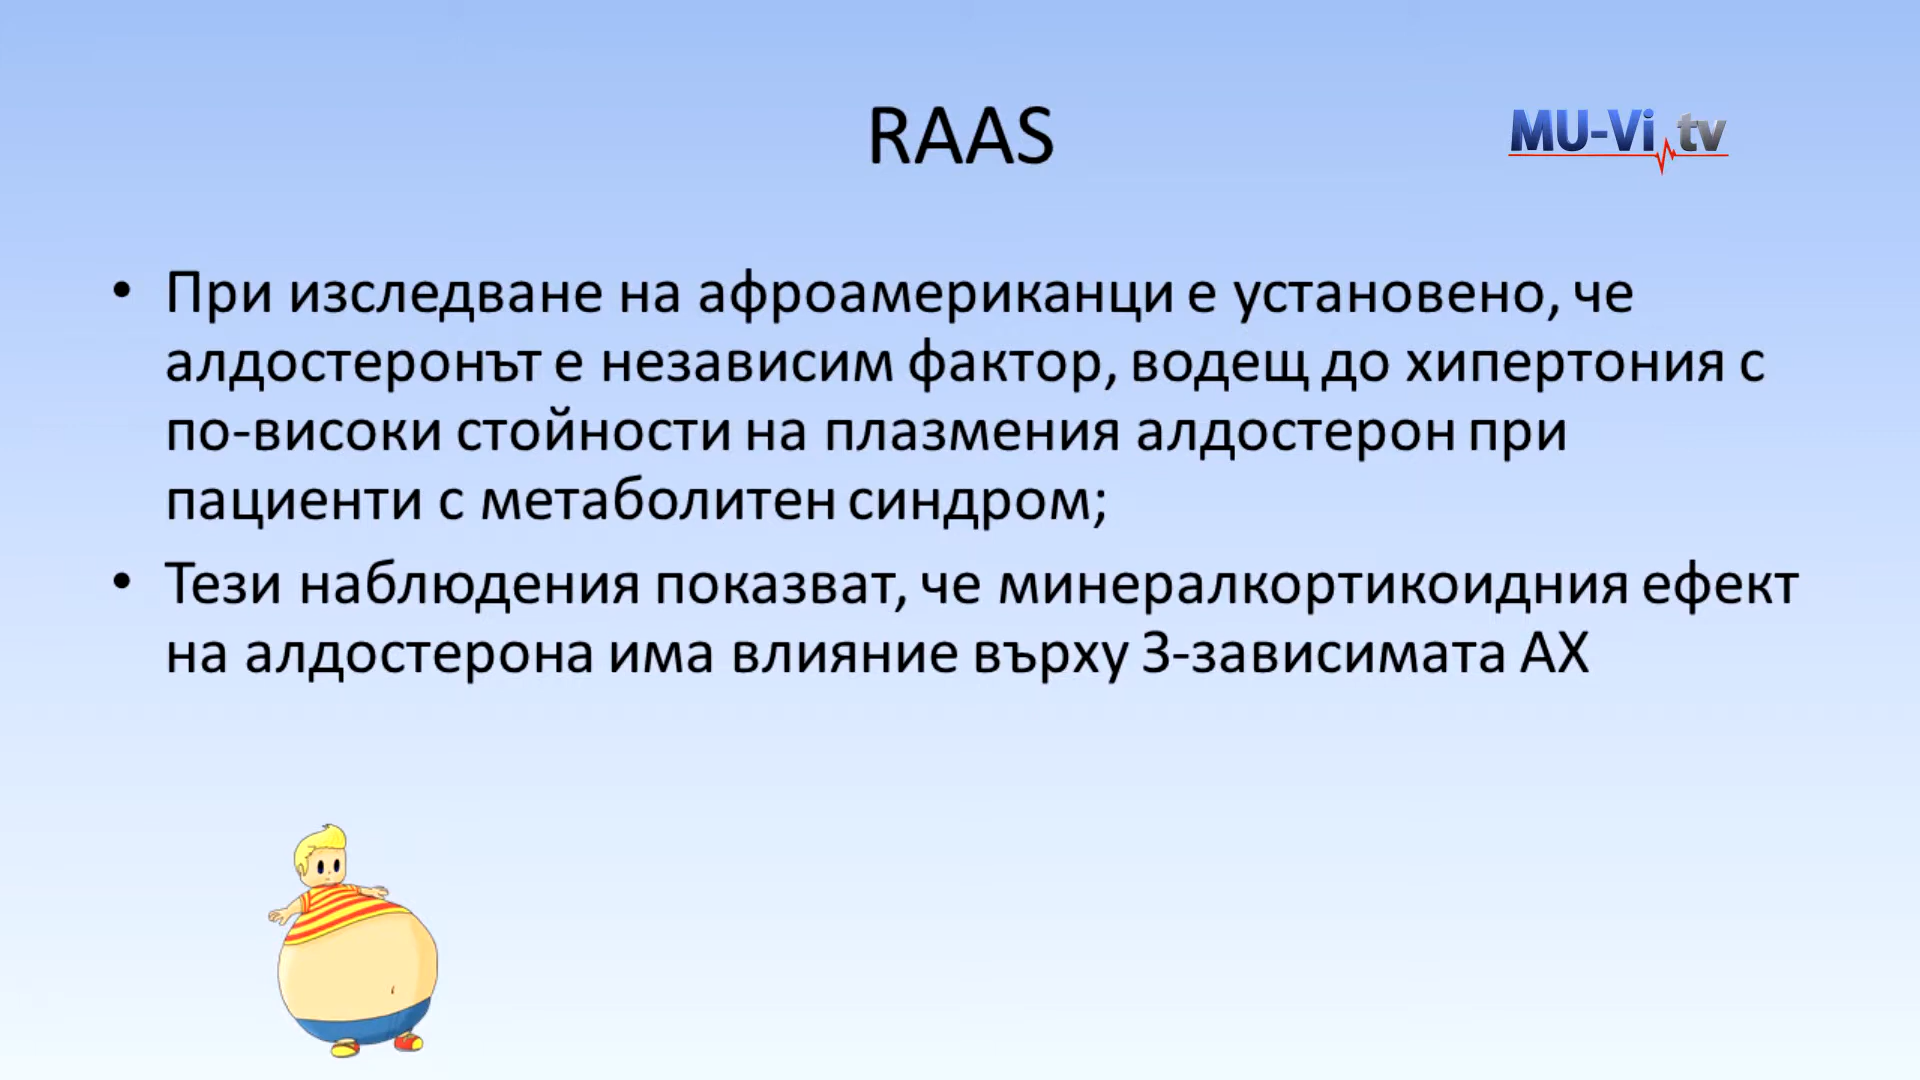 RAAS
MU-Vi tv
• При изследване на афроамериканци е установено, че
алдостеронът е независим фактор, водещ до хипертония с
по-високи стойности на плазмения алдостерон при
пациенти с метаболитен синдром;
• Тези наблюдения показват, че минералкортикоидния ефект
на алдостерона има влияние върху З-зависимата АХ